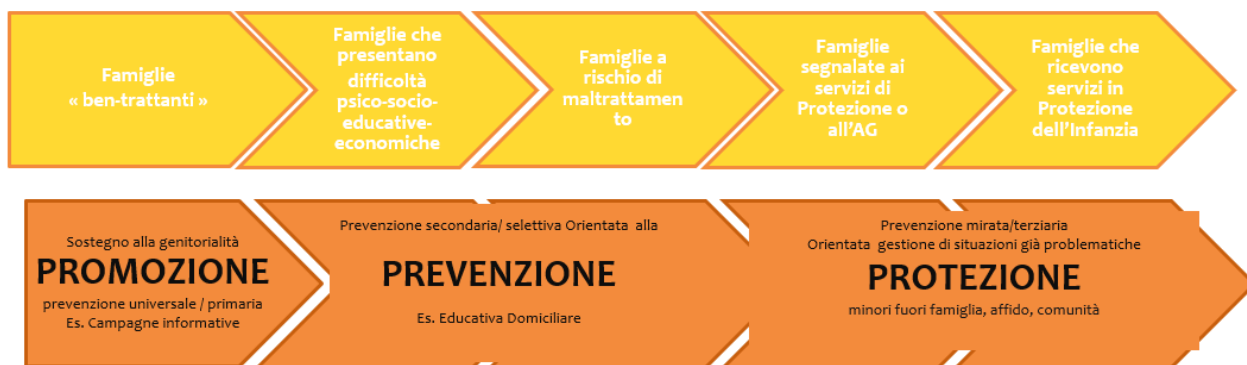 Famiglie
« ben-trattanti »
Famiglie che
presentano
difficoltà
psico-socio-
educative-
economiche
Famiglie a
rischio di
maltrattamen
to
Famiglie
segnalate ai
servizi di
Protezione o
all'AG
Famiglie che
ricevono
servizi in
Protezione
dell'Infanzia
Sostegno alla genitorialità
PROMOZIONE
prevenzione universale / primaria
Es. Campagne informative
Prevenzione secondaria/ selettiva Orientata alla
PREVENZIONE
Es. Educativa Domiciliare
Prevenzione mirata/terziaria
Orientata gestione di situazioni già problematiche
PROTEZIONE
minori fuori famiglia, affido, comunità